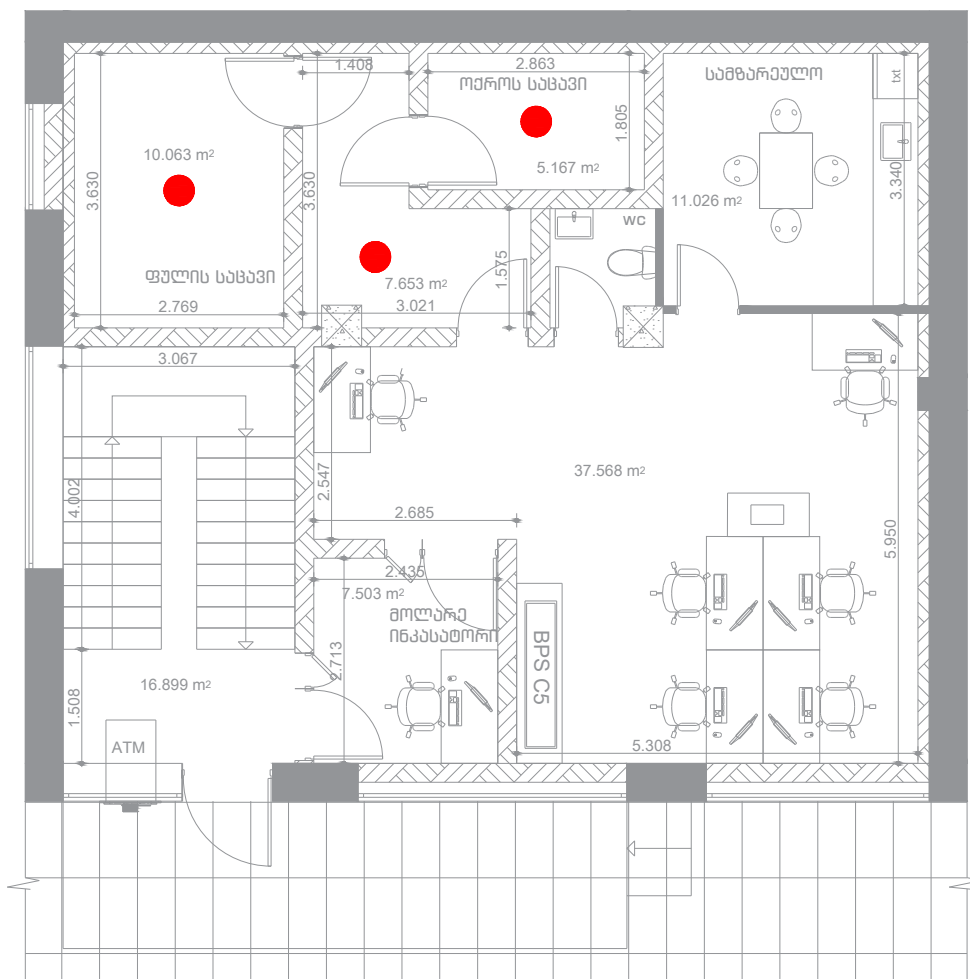 1.408
2.863
ოქროს საცავი
სამზარეულო
txt
10.063 m²
3.630
3.630
1.805
5.167 m²
3.340
11.026 m²
wc
ფულის საცავი
7.653 m²
1.575
2.769
3.021
3.067
2.547
37.568 m²
4.002
2.685
5.950
2.435
7.503 m²
მოლარე
ინკასატორი
BPS C5
2.713
16.899 m²
1.508
ATM
5.308